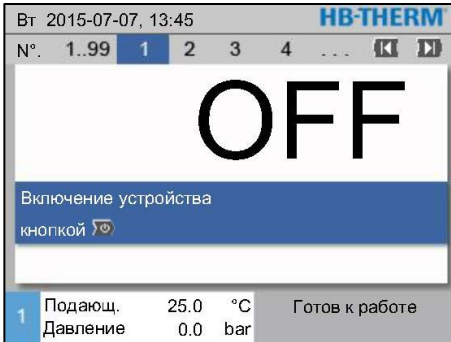 Вт 2015-07-07, 13:45 HB-THERM
N°. 1..99 1 2 3 4 ...
OFF
Включение устройства
кнопкой
1 Подающ. 25.0 °C Готов к работе
Давление 0.0 bar